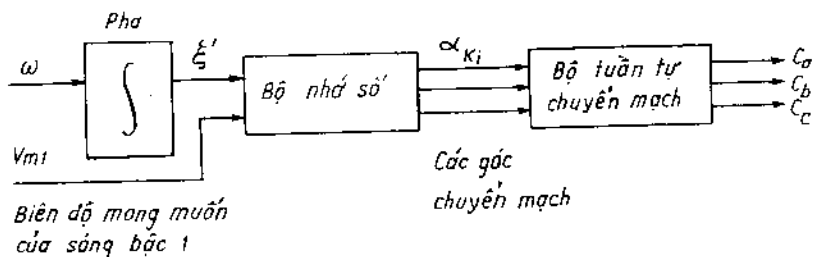 Pha
ω
∫
ξ'
Bộ nhớ số
α_Ki
Bộ tuần tự
chuyển mạch
C_a
C_b
C_c
Vm1
Biên độ mong muốn
của sóng bậc 1
Các góc
chuyển mạch